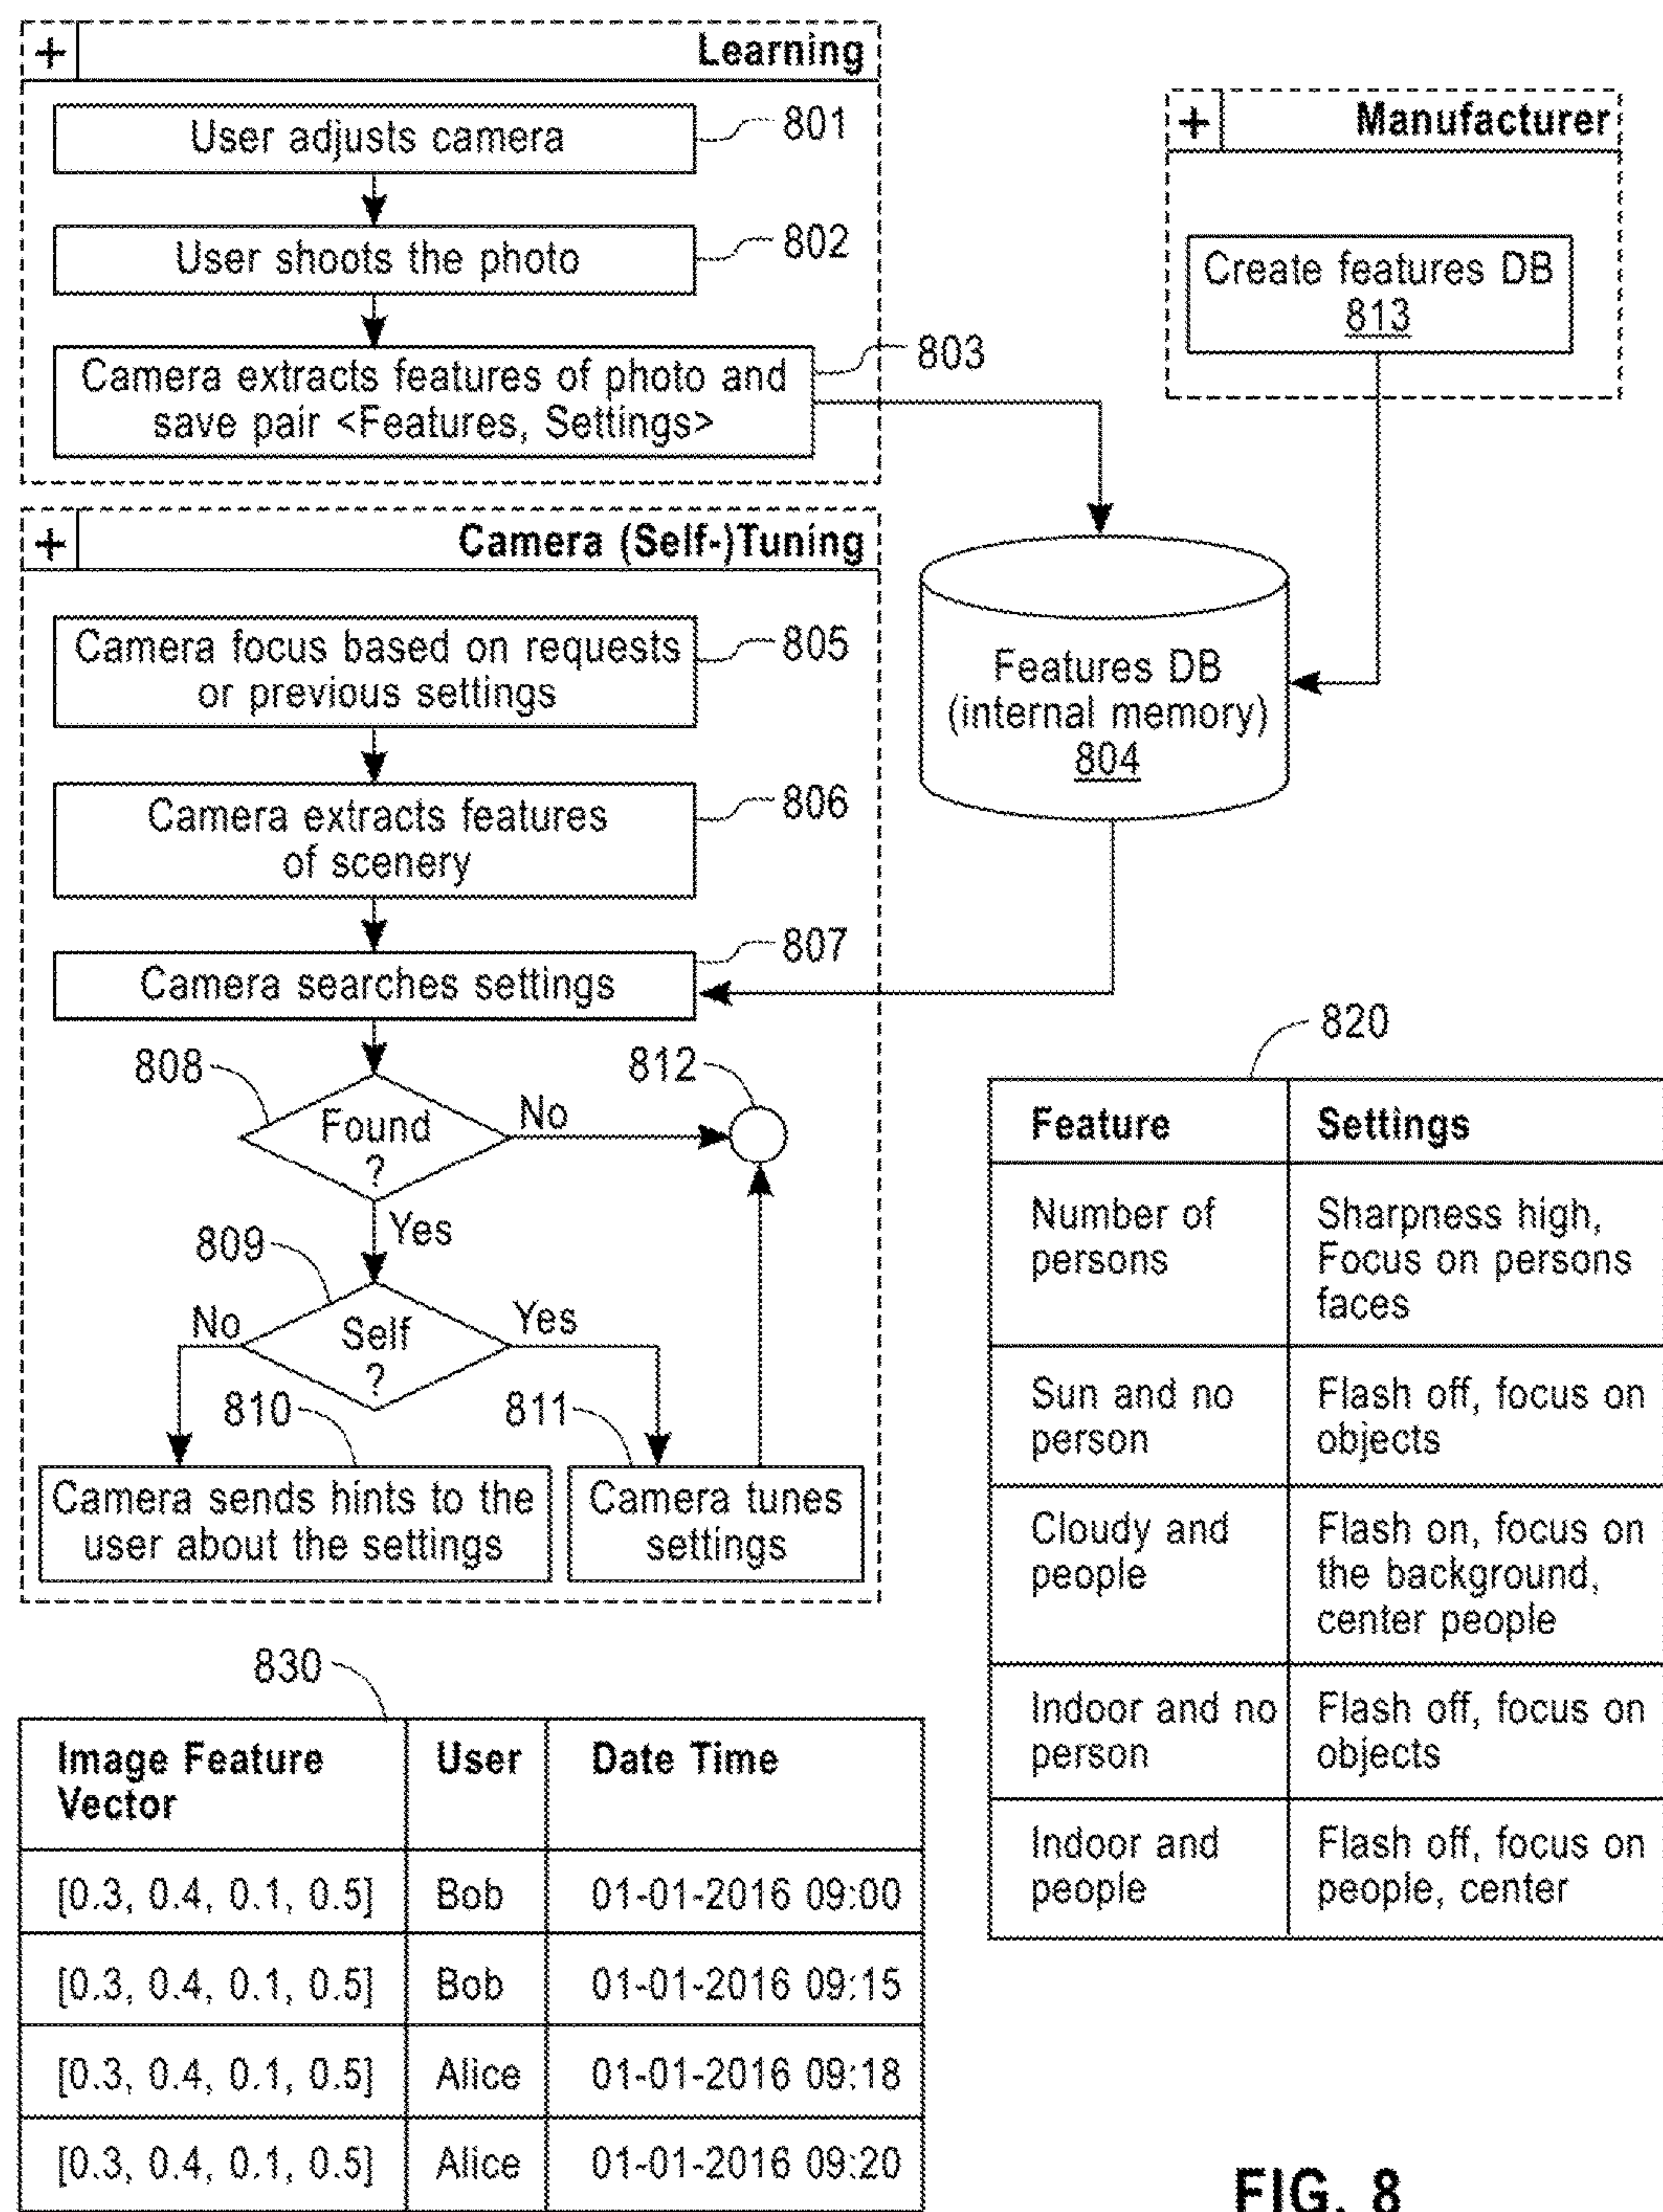 + Learning
User adjusts camera
801
User shoots the photo
802
Camera extracts features of photo and
save pair <Features, Settings>
803
+ Manufacturer
Create features DB
813
+ Camera (Self-)Tuning
Camera focus based on requests
or previous settings
805
Camera extracts features
of scenery
806
Camera searches settings
807
Features DB
(internal memory)
804
808
Found
?
No
812
Yes
809
No
Self
?
Yes
810
811
Camera sends hints to the
user about the settings
Camera tunes
settings
820
Feature Settings
Number of
persons
Sharpness high,
Focus on persons
faces
Sun and no
person
Flash off, focus on
objects
Cloudy and
people
Flash on, focus on
the background,
center people
Indoor and no
person
Flash off, focus on
objects
Indoor and
people
Flash off, focus on
people, center
830
Image Feature
Vector
User
Date Time
[0.3, 0.4, 0.1, 0.5] Bob 01-01-2016 09:00
[0.3, 0.4, 0.1, 0.5] Bob 01-01-2016 09:15
[0.3, 0.4, 0.1, 0.5] Alice 01-01-2016 09:18
[0.3, 0.4, 0.1, 0.5] Alice 01-01-2016 09:20
FIG. 8